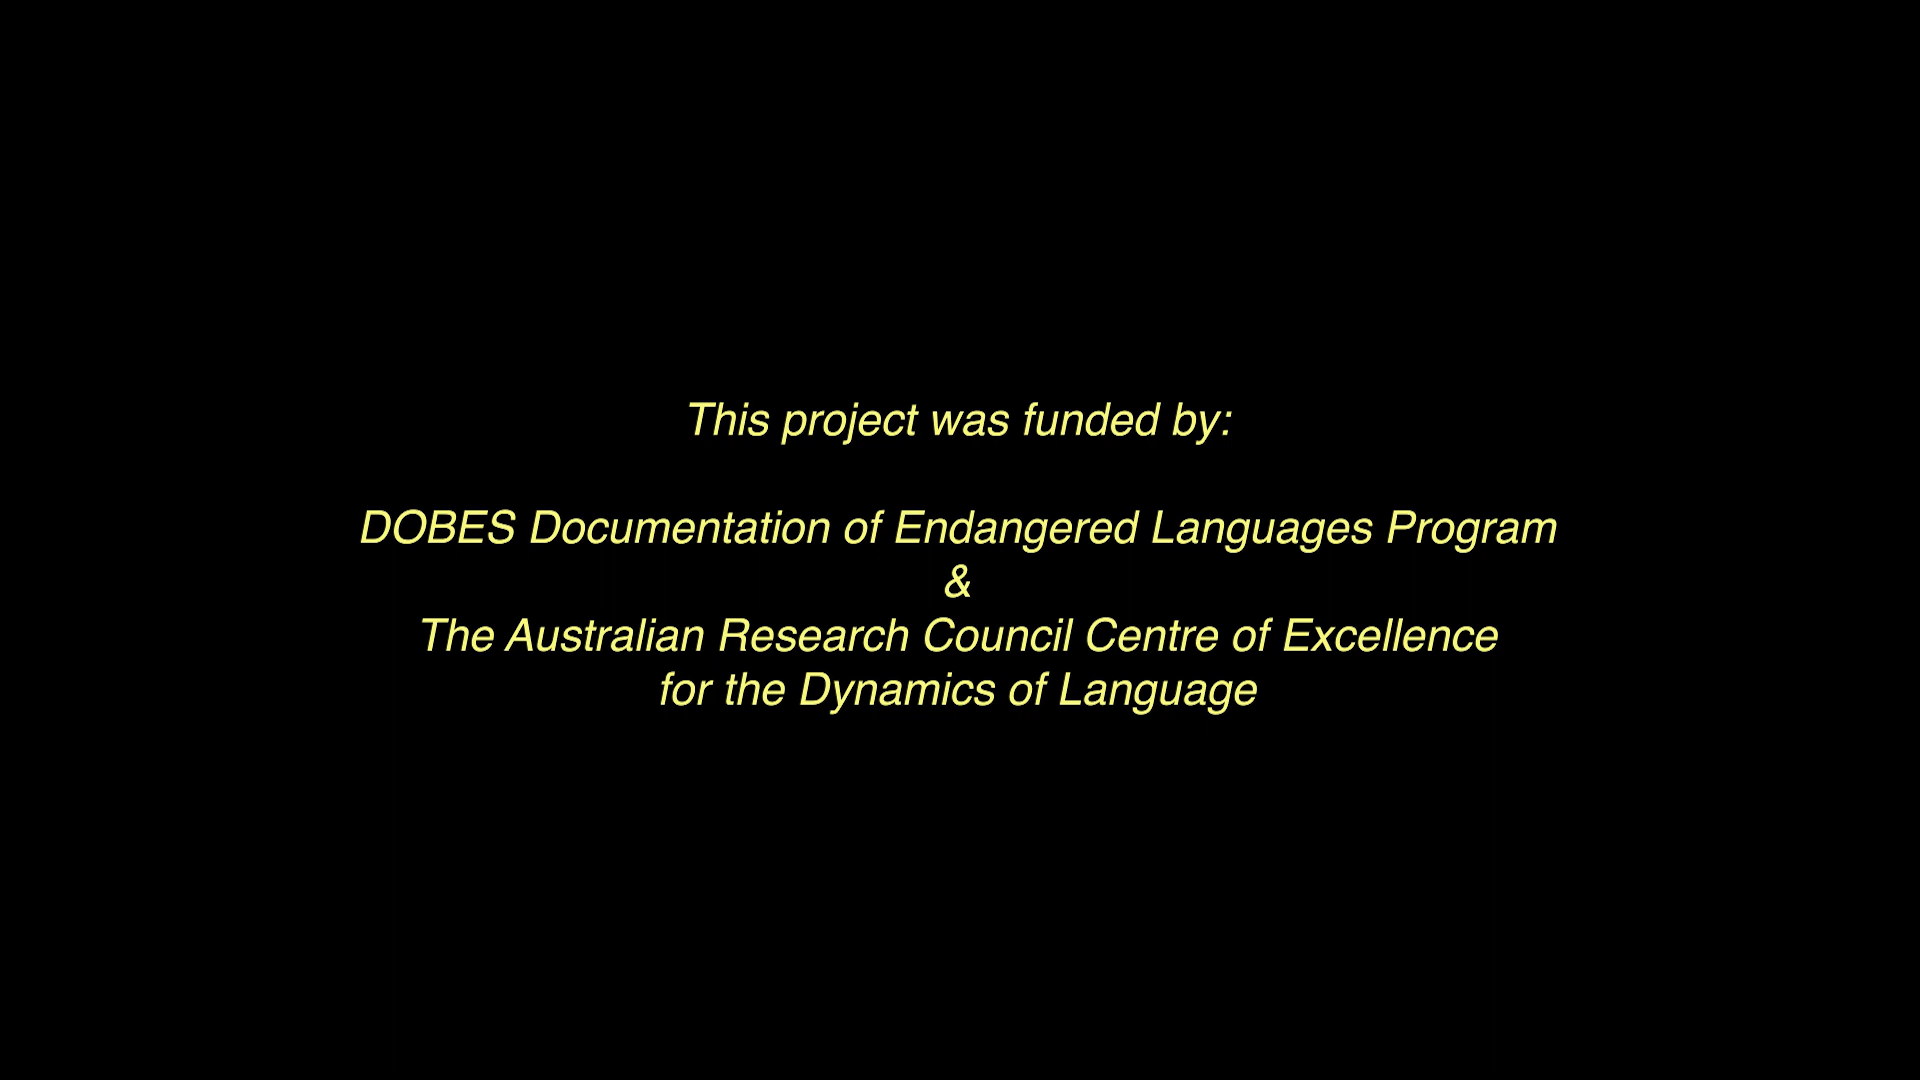 This project was funded by:
DOBES Documentation of Endangered Languages Program
&
The Australian Research Council Centre of Excellence
for the Dynamics of Language